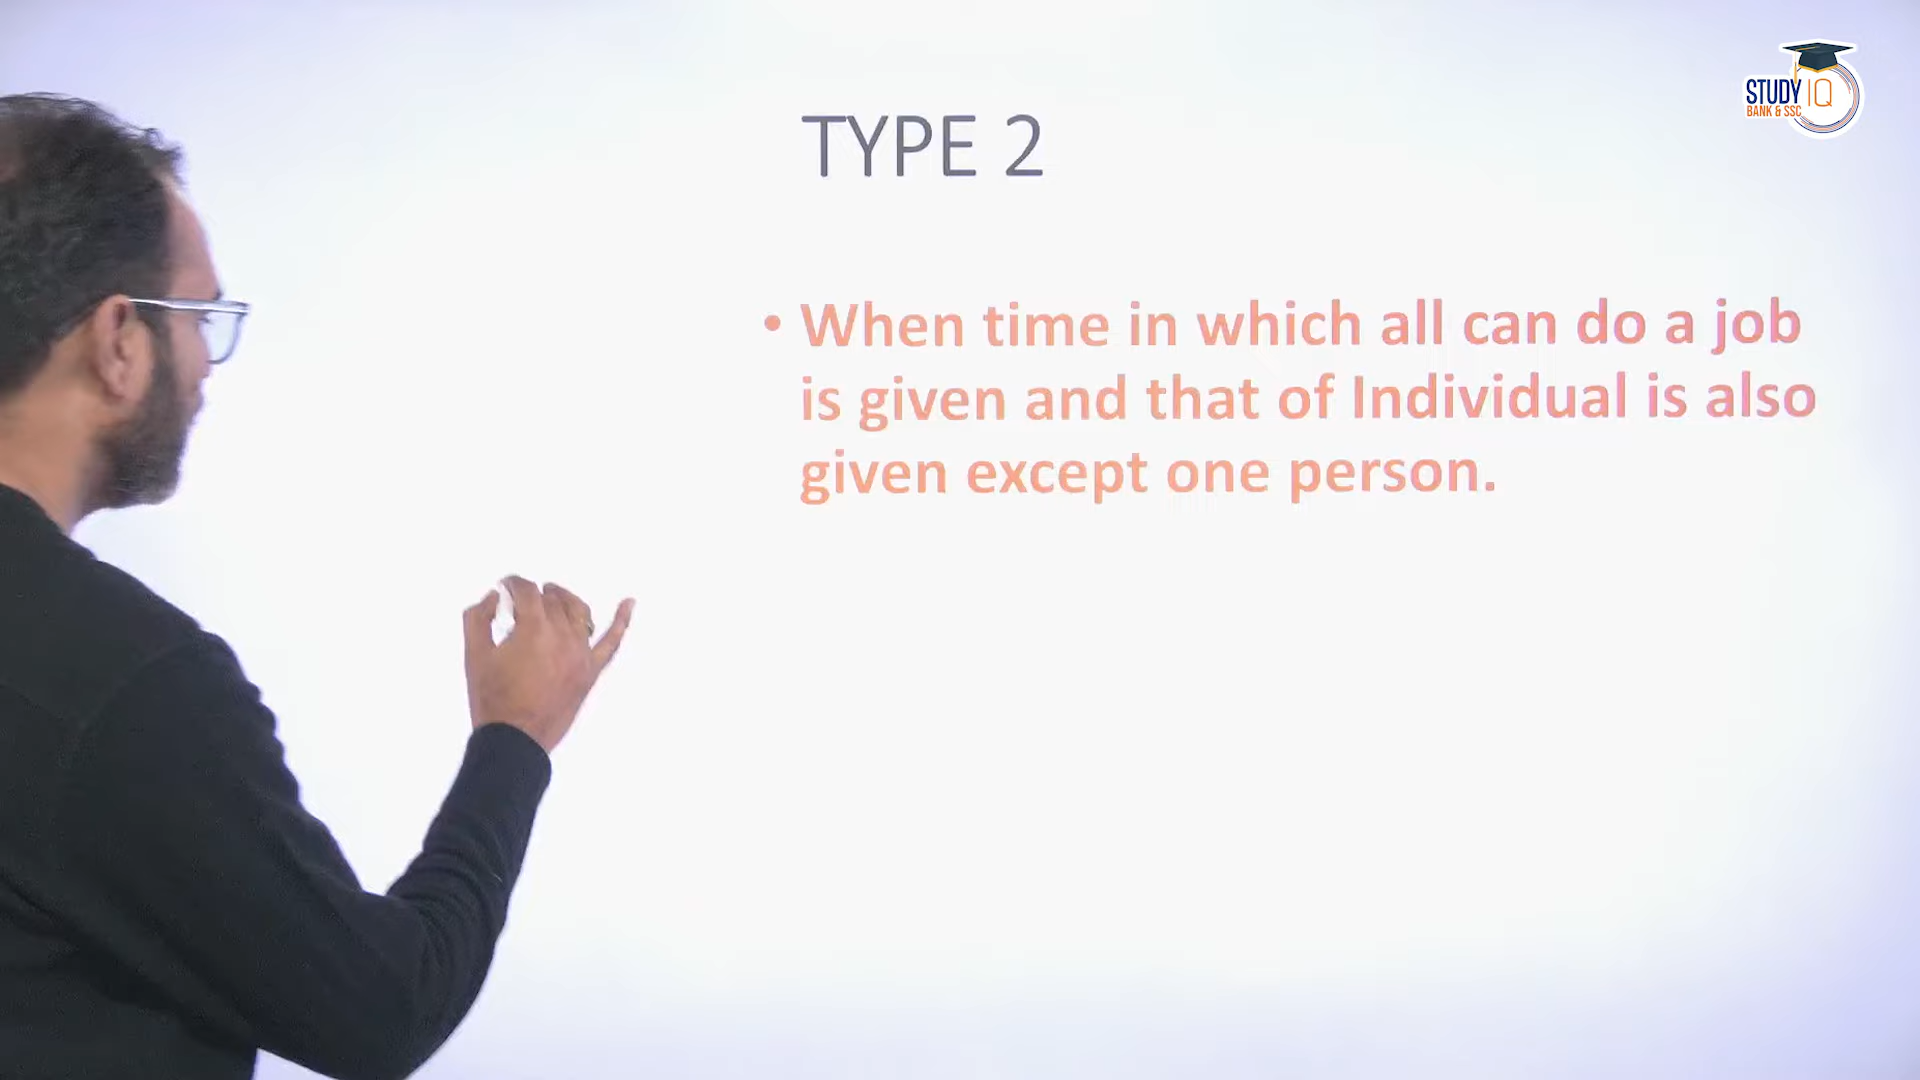 STUDY IQ
BANK & SSC
TYPE 2
• When time in which all can do a job
is given and that of Individual is also
given except one person.